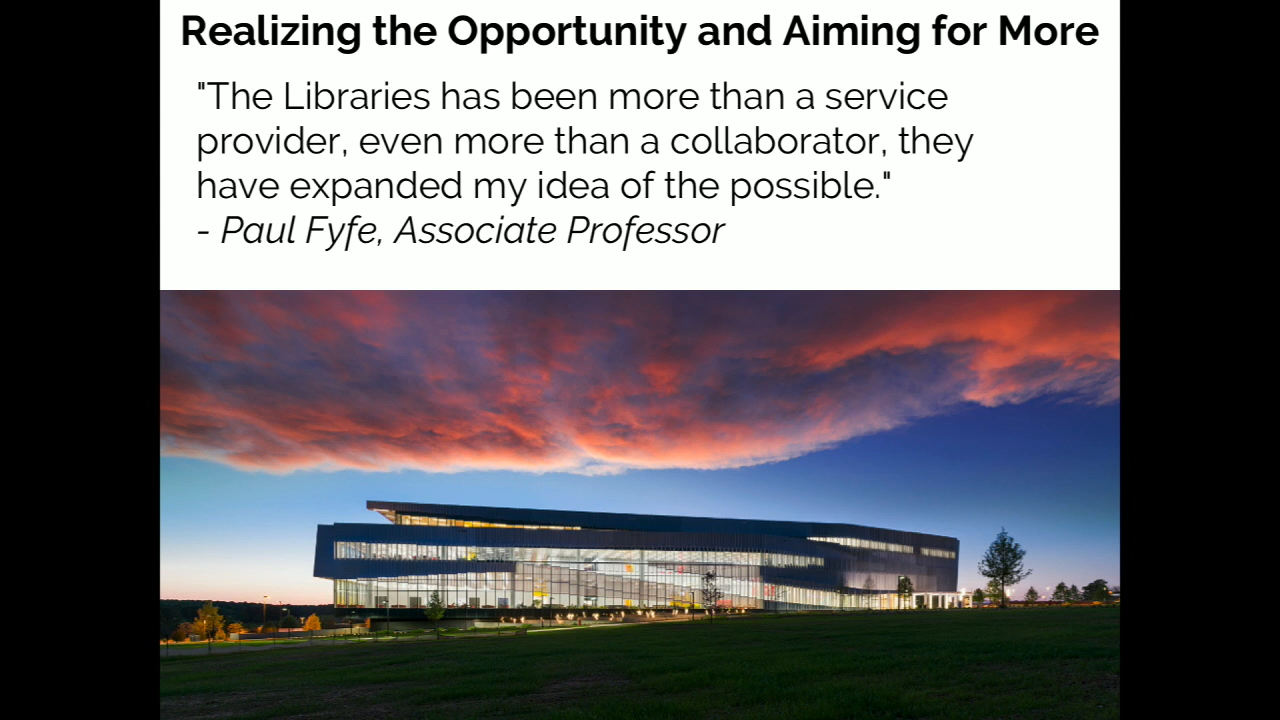 Realizing the Opportunity and Aiming for More
"The Libraries has been more than a service
provider, even more than a collaborator, they
have expanded my idea of the possible."
- Paul Fyfe, Associate Professor